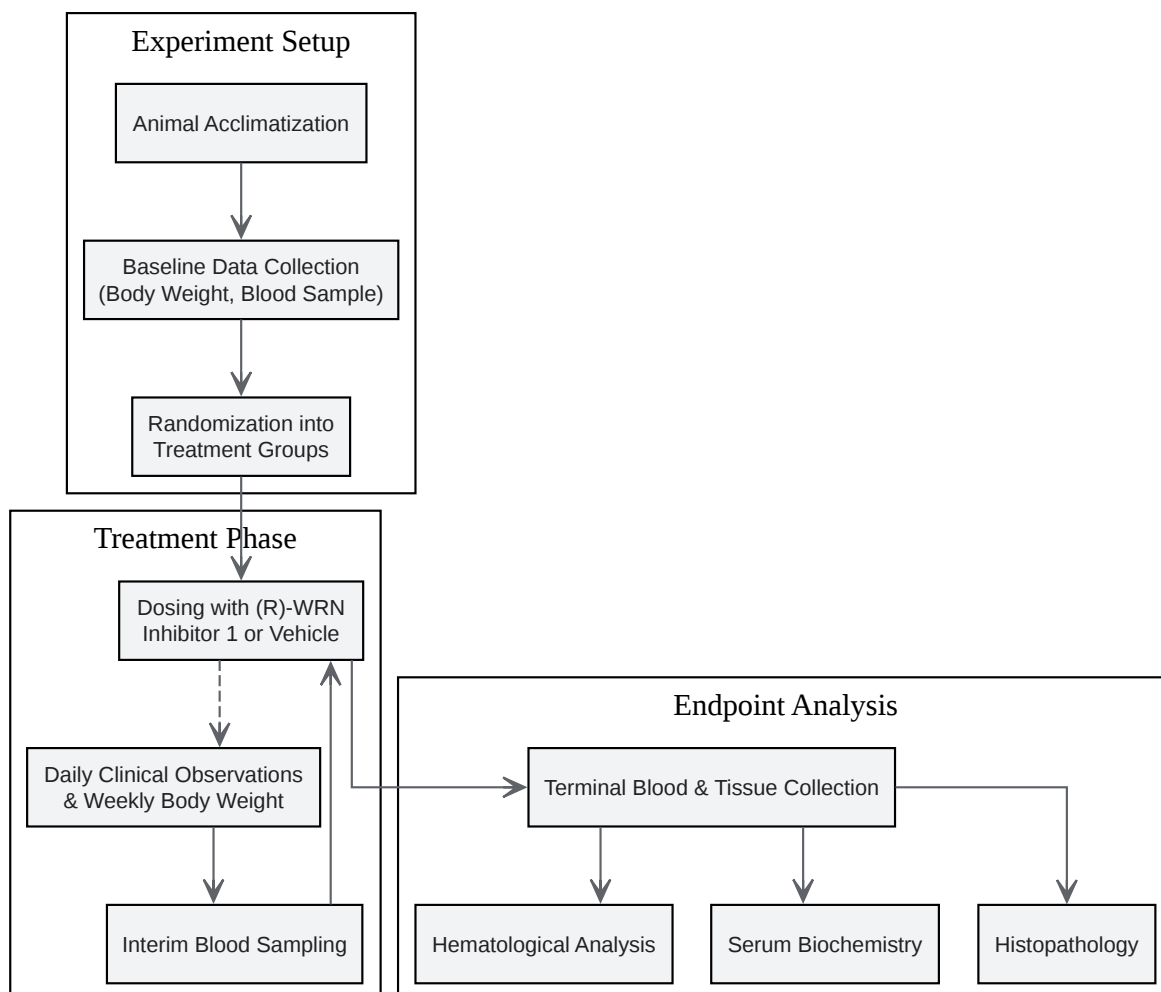 Experiment Setup
Animal Acclimatization
Baseline Data Collection
(Body Weight, Blood Sample)
Randomization into
Treatment Groups
Treatment Phase
Dosing with (R)-WRN
Inhibitor 1 or Vehicle
Daily Clinical Observations
& Weekly Body Weight
Interim Blood Sampling
Endpoint Analysis
Terminal Blood & Tissue Collection
Hematological Analysis
Serum Biochemistry
Histopathology